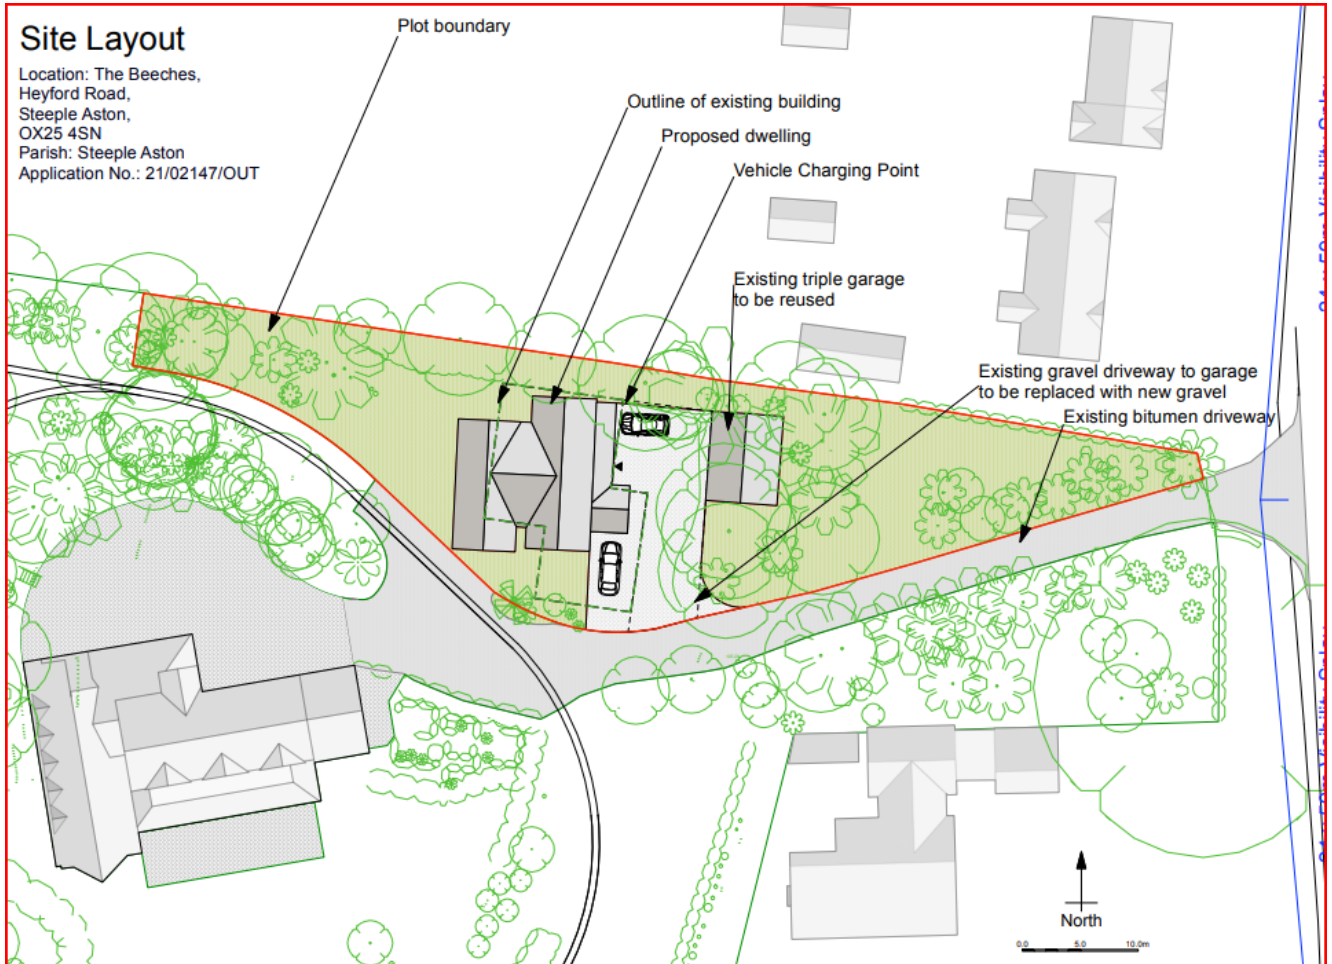 Site Layout
Location: The Beeches,
Heyford Road,
Steeple Aston,
OX25 4SN
Parish: Steeple Aston
Application No.: 21/02147/OUT
Plot boundary
Outline of existing building
Proposed dwelling
Vehicle Charging Point
Existing triple garage
to be reused
Existing gravel driveway to garage
to be replaced with new gravel
Existing bitumen driveway
North
0.0 5.0 10.0m